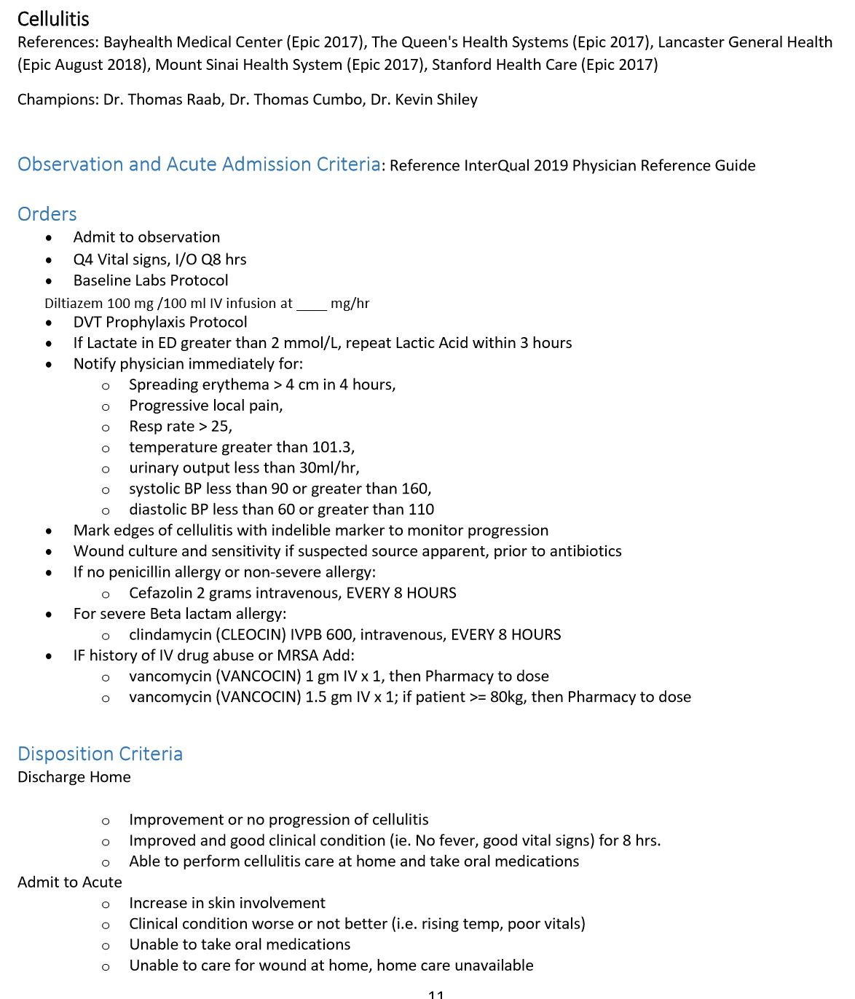 Cellulitis
References: Bayhealth Medical Center (Epic 2017), The Queen's Health Systems (Epic 2017), Lancaster General Health
(Epic August 2018), Mount Sinai Health System (Epic 2017), Stanford Health Care (Epic 2017)
Champions: Dr. Thomas Raab, Dr. Thomas Cumbo, Dr. Kevin Shiley
Observation and Acute Admission Criteria: Reference InterQual 2019 Physician Reference Guide
Orders
• Admit to observation
• Q4 Vital signs, I/O Q8 hrs
• Baseline Labs Protocol
Diltiazem 100 mg /100 ml IV infusion at ____ mg/hr
• DVT Prophylaxis Protocol
• If Lactate in ED greater than 2 mmol/L, repeat Lactic Acid within 3 hours
• Notify physician immediately for:
o Spreading erythema > 4 cm in 4 hours,
o Progressive local pain,
o Resp rate > 25,
o temperature greater than 101.3,
o urinary output less than 30ml/hr,
o systolic BP less than 90 or greater than 160,
o diastolic BP less than 60 or greater than 110
• Mark edges of cellulitis with indelible marker to monitor progression
• Wound culture and sensitivity if suspected source apparent, prior to antibiotics
• If no penicillin allergy or non-severe allergy:
o Cefazolin 2 grams intravenous, EVERY 8 HOURS
• For severe Beta lactam allergy:
o clindamycin (CLEOCIN) IVPB 600, intravenous, EVERY 8 HOURS
• IF history of IV drug abuse or MRSA Add:
o vancomycin (VANCOCIN) 1 gm IV x 1, then Pharmacy to dose
o vancomycin (VANCOCIN) 1.5 gm IV x 1; if patient >= 80kg, then Pharmacy to dose
Disposition Criteria
Discharge Home
o Improvement or no progression of cellulitis
o Improved and good clinical condition (ie. No fever, good vital signs) for 8 hrs.
o Able to perform cellulitis care at home and take oral medications
Admit to Acute
o Increase in skin involvement
o Clinical condition worse or not better (i.e. rising temp, poor vitals)
o Unable to take oral medications
o Unable to care for wound at home, home care unavailable
11